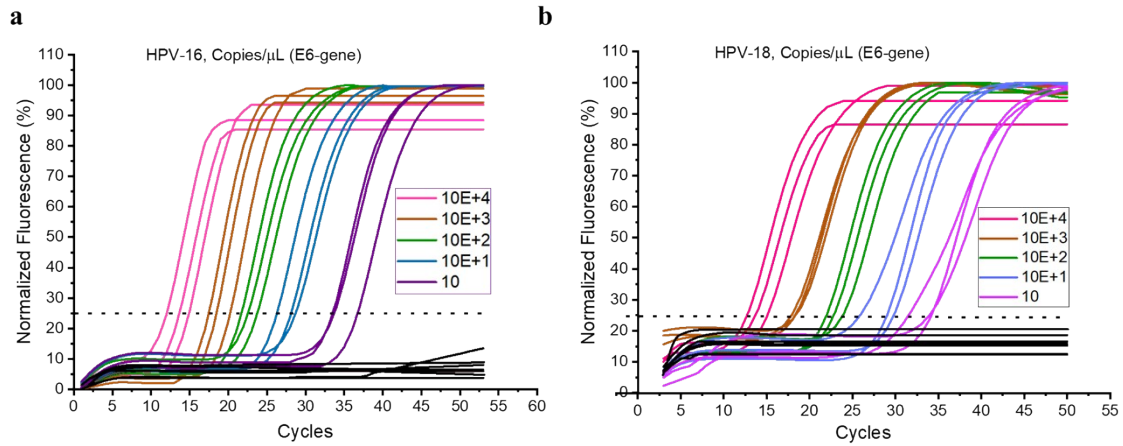 a
HPV-16, Copies/μL (E6-gene)
Normalized Fluorescence (%)
110
100
90
80
70
60
50
40
30
20
10
0
10E+4
10E+3
10E+2
10E+1
10
0 5 10 15 20 25 30 35 40 45 50 55 60
Cycles
b
HPV-18, Copies/μL (E6-gene)
Normalized Fluorescence (%)
110
100
90
80
70
60
50
40
30
20
10
0
10E+4
10E+3
10E+2
10E+1
10
0 5 10 15 20 25 30 35 40 45 50 55
Cycles